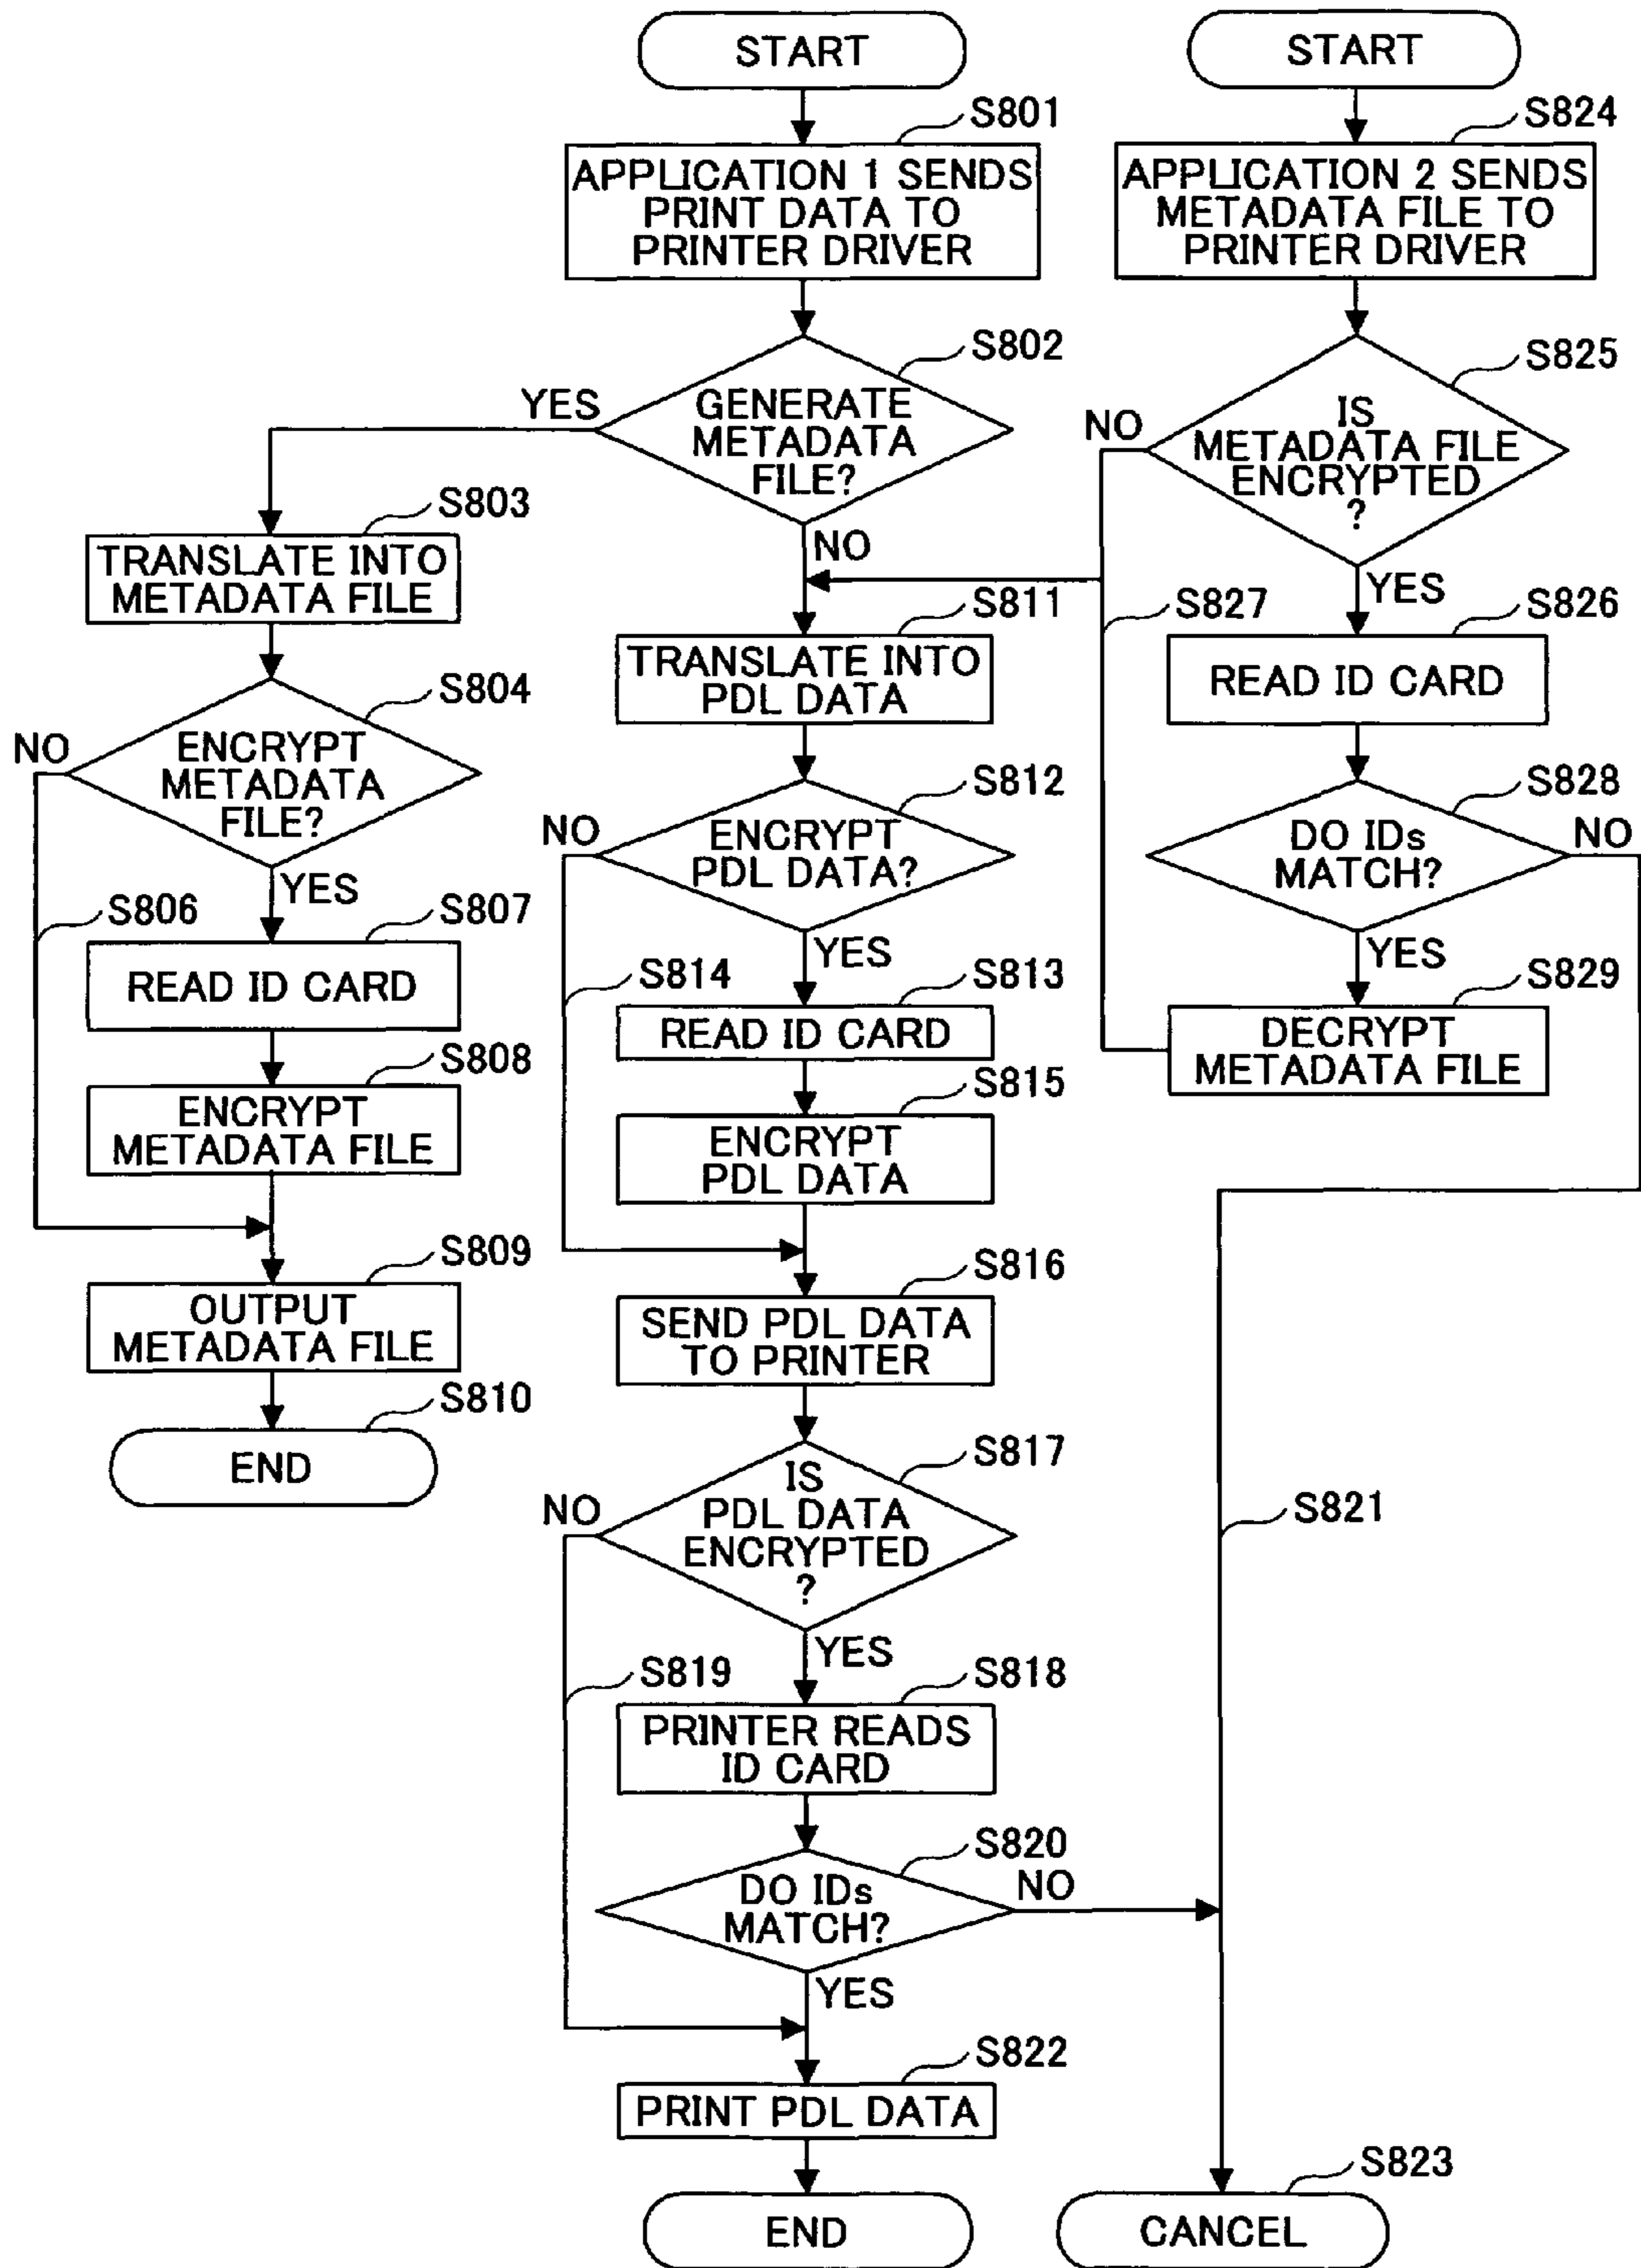 START
START
S801
S824
APPLICATION 1 SENDS
PRINT DATA TO
PRINTER DRIVER
APPLICATION 2 SENDS
METADATA FILE TO
PRINTER DRIVER
S802
GENERATE
METADATA
FILE?
YES
NO
S825
IS
METADATA FILE
ENCRYPTED
?
NO
YES
S803
TRANSLATE INTO
METADATA FILE
S804
ENCRYPT
METADATA
FILE?
NO
YES
S806
S807
READ ID CARD
S808
ENCRYPT
METADATA FILE
S809
OUTPUT
METADATA FILE
S810
END
S811
TRANSLATE INTO
PDL DATA
S812
ENCRYPT
PDL DATA?
NO
YES
S814
S813
READ ID CARD
S815
ENCRYPT
PDL DATA
S816
SEND PDL DATA
TO PRINTER
S817
IS
PDL DATA
ENCRYPTED
?
NO
YES
S819
S818
PRINTER READS
ID CARD
S820
DO IDs
MATCH?
NO
YES
S822
PRINT PDL DATA
END
S827
S826
READ ID CARD
S828
DO IDs
MATCH?
NO
YES
S829
DECRYPT
METADATA FILE
S821
S823
CANCEL